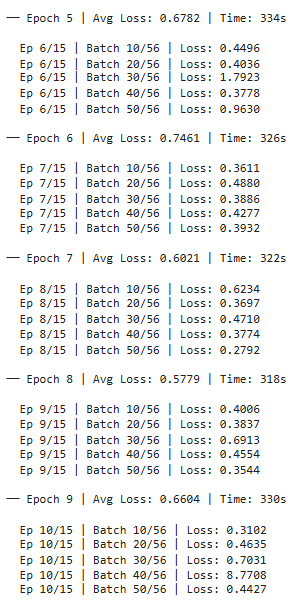 ── Epoch 5 | Avg Loss: 0.6782 | Time: 334s
Ep 6/15 | Batch 10/56 | Loss: 0.4496
Ep 6/15 | Batch 20/56 | Loss: 0.4036
Ep 6/15 | Batch 30/56 | Loss: 1.7923
Ep 6/15 | Batch 40/56 | Loss: 0.3778
Ep 6/15 | Batch 50/56 | Loss: 0.9630
── Epoch 6 | Avg Loss: 0.7461 | Time: 326s
Ep 7/15 | Batch 10/56 | Loss: 0.3611
Ep 7/15 | Batch 20/56 | Loss: 0.4880
Ep 7/15 | Batch 30/56 | Loss: 0.3886
Ep 7/15 | Batch 40/56 | Loss: 0.4277
Ep 7/15 | Batch 50/56 | Loss: 0.3932
── Epoch 7 | Avg Loss: 0.6021 | Time: 322s
Ep 8/15 | Batch 10/56 | Loss: 0.6234
Ep 8/15 | Batch 20/56 | Loss: 0.3697
Ep 8/15 | Batch 30/56 | Loss: 0.4710
Ep 8/15 | Batch 40/56 | Loss: 0.3774
Ep 8/15 | Batch 50/56 | Loss: 0.2792
── Epoch 8 | Avg Loss: 0.5779 | Time: 318s
Ep 9/15 | Batch 10/56 | Loss: 0.4006
Ep 9/15 | Batch 20/56 | Loss: 0.3837
Ep 9/15 | Batch 30/56 | Loss: 0.6913
Ep 9/15 | Batch 40/56 | Loss: 0.4554
Ep 9/15 | Batch 50/56 | Loss: 0.3544
── Epoch 9 | Avg Loss: 0.6604 | Time: 330s
Ep 10/15 | Batch 10/56 | Loss: 0.3102
Ep 10/15 | Batch 20/56 | Loss: 0.4635
Ep 10/15 | Batch 30/56 | Loss: 0.7031
Ep 10/15 | Batch 40/56 | Loss: 8.7708
Ep 10/15 | Batch 50/56 | Loss: 0.4427